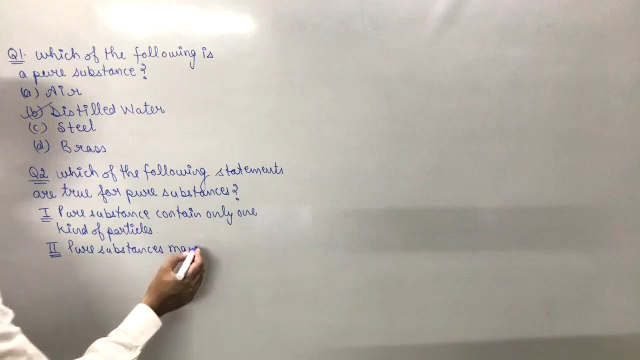 Q1. Which of the following is
a pure substance?
(a) Air
(b) Distilled Water
(c) Steel
(d) Brass
Q2 Which of the following statements
are true for pure substances?
I Pure substance contain only one
kind of particles.
II Pure substances may